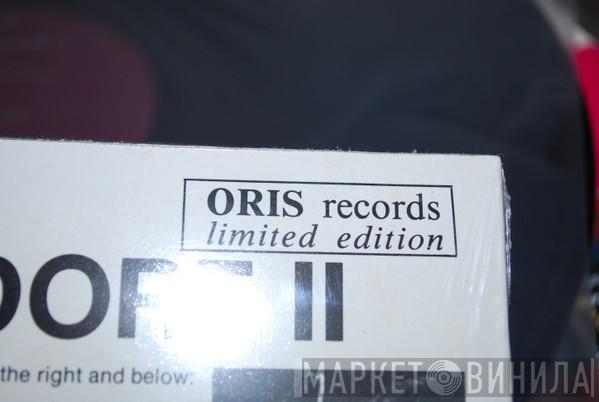 ORIS records
limited edition
II
the right and below:
МАРКЕТ ВИНИЛА